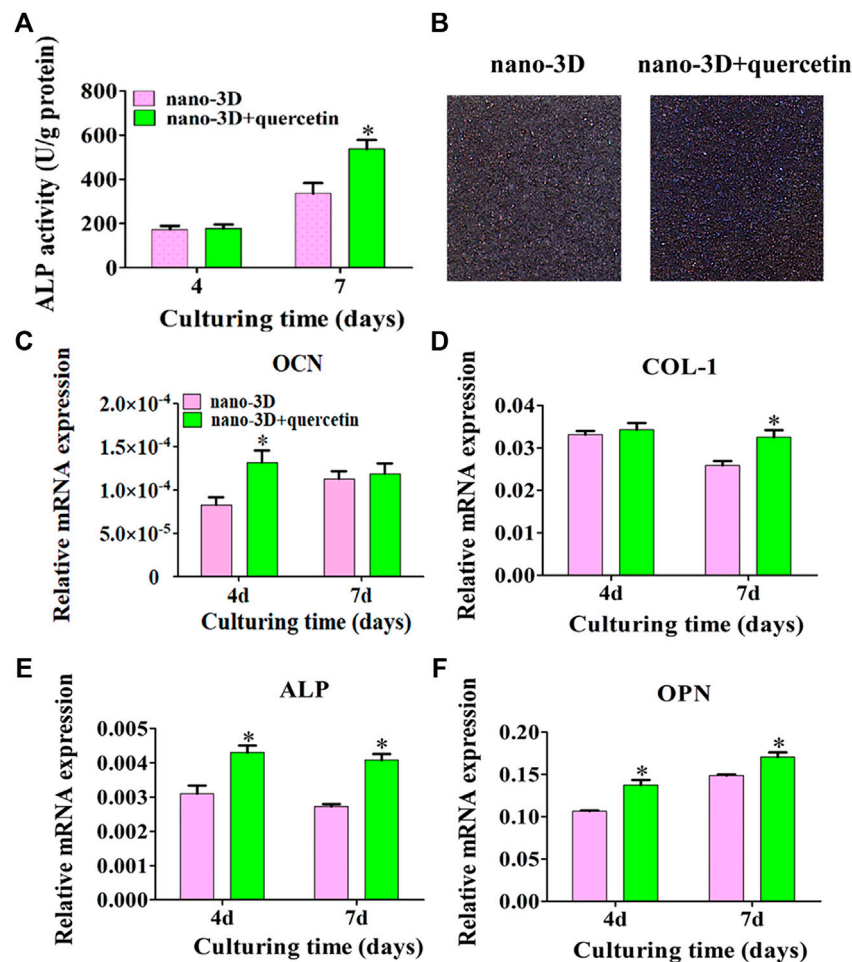 A
ALP activity (U/g protein)
800
600
400
200
0
nano-3D
nano-3D+quercetin
*
4
7
Culturing time (days)
B
nano-3D
nano-3D+quercetin
C
OCN
Relative mRNA expression
2.0×10⁻⁴
1.5×10⁻⁴
1.0×10⁻⁴
5.0×10⁻⁵
0
nano-3D
nano-3D+quercetin
*
4d
7d
Culturing time (days)
D
COL-1
Relative mRNA expression
0.04
0.03
0.02
0.01
0.00
*
4d
7d
Culturing time (days)
E
ALP
Relative mRNA expression
0.005
0.004
0.003
0.002
0.001
0.000
*
*
4d
7d
Culturing time (days)
F
OPN
Relative mRNA expression
0.20
0.15
0.10
0.05
0.00
*
*
4d
7d
Culturing time (days)